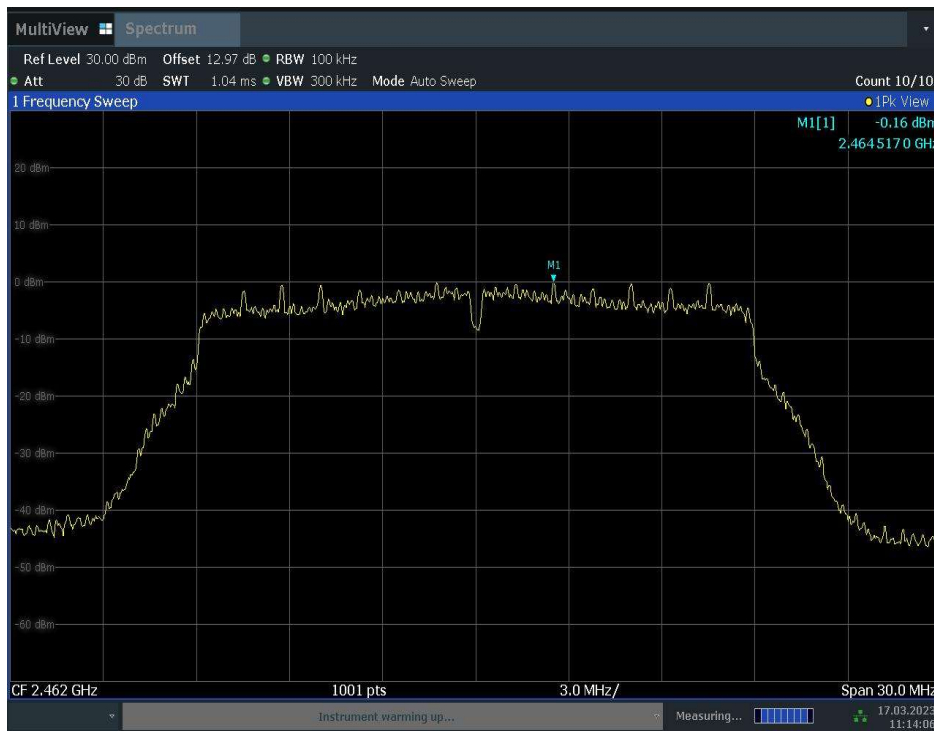 MultiView Spectrum
Ref Level 30.00 dBm Offset 12.97 dB RBW 100 kHz
Att 30 dB SWT 1.04 ms VBW 300 kHz Mode Auto Sweep Count 10/10
1 Frequency Sweep 1Pk View
M1[1] -0.16 dBm
2.4645170 GHz
20 dBm
10 dBm
M1
0 dBm
-10 dBm
-20 dBm
-30 dBm
-40 dBm
-50 dBm
-60 dBm
CF 2.462 GHz 1001 pts 3.0 MHz/ Span 30.0 MHz
Instrument warming up... Measuring... 17.03.2023
11:14:06